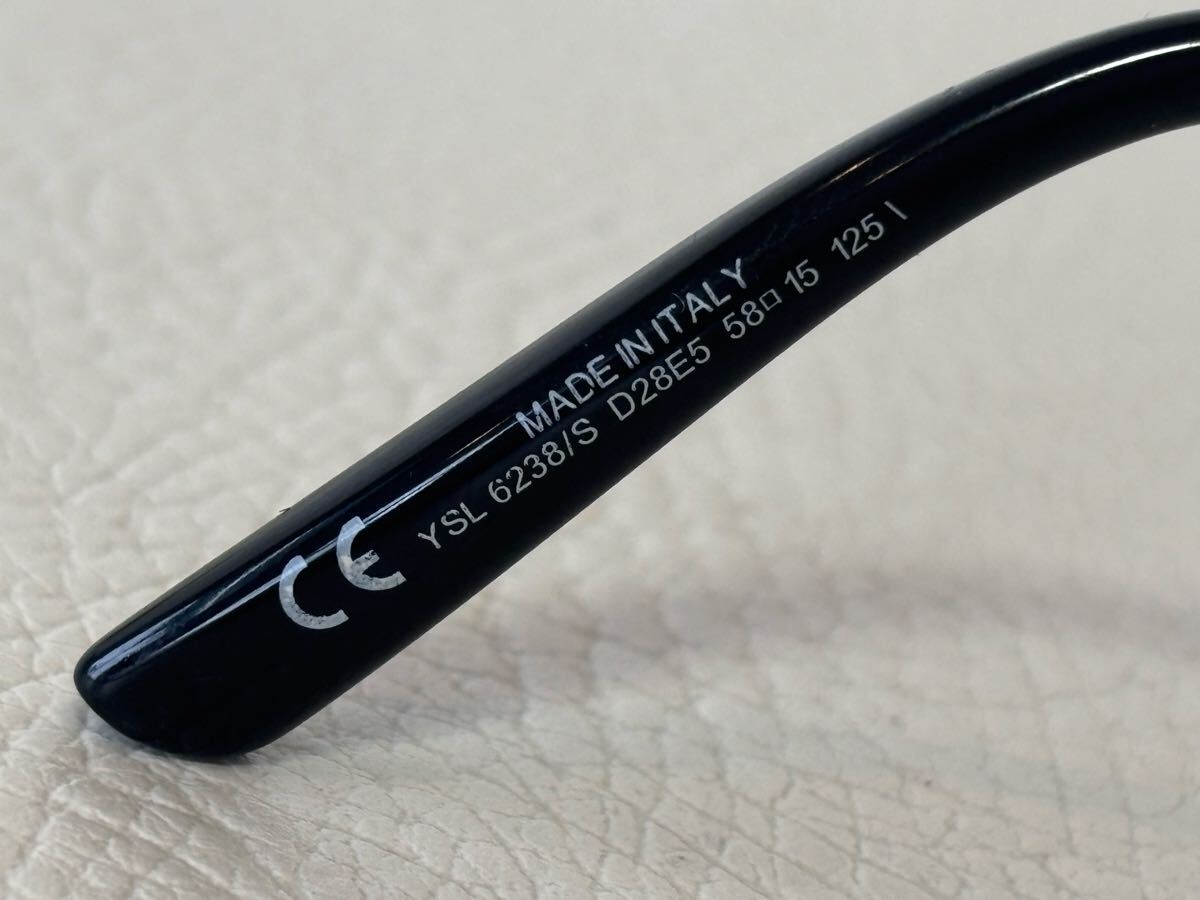 MADE IN ITALY
CE YSL 6238/S D28E5 58□15 125 \